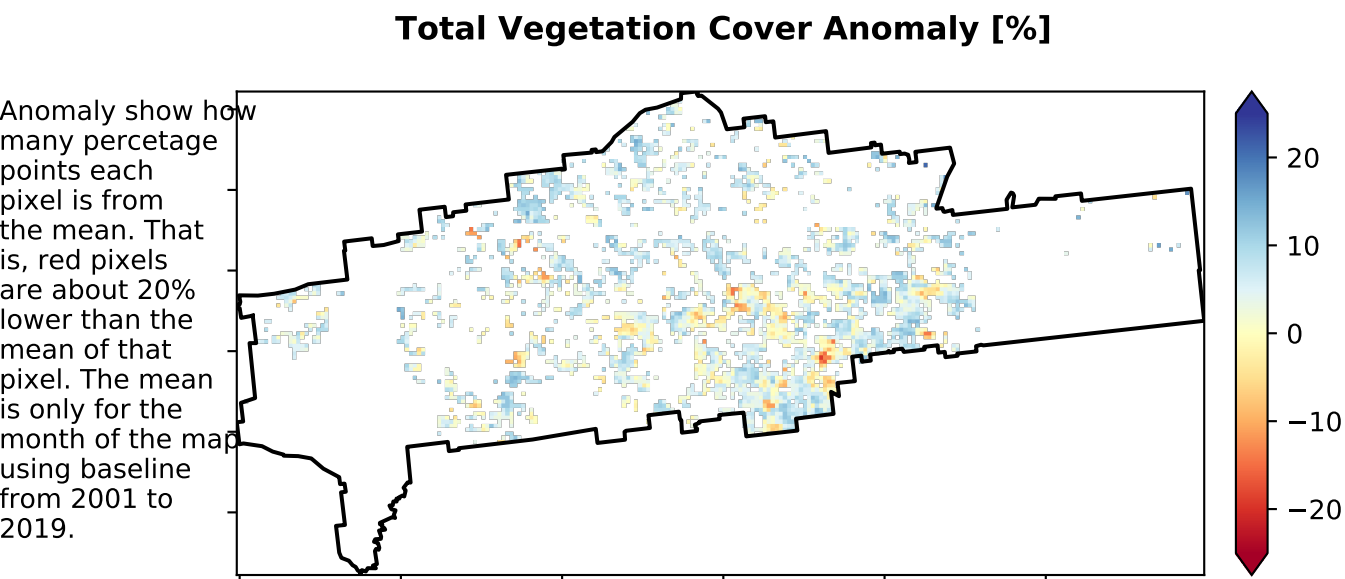 Total Vegetation Cover Anomaly [%]
Anomaly show how
many percetage
points each
pixel is from
the mean. That
is, red pixels
are about 20%
lower than the
mean of that
pixel. The mean
is only for the
month of the map
using baseline
from 2001 to
2019.
20
10
0
−10
−20